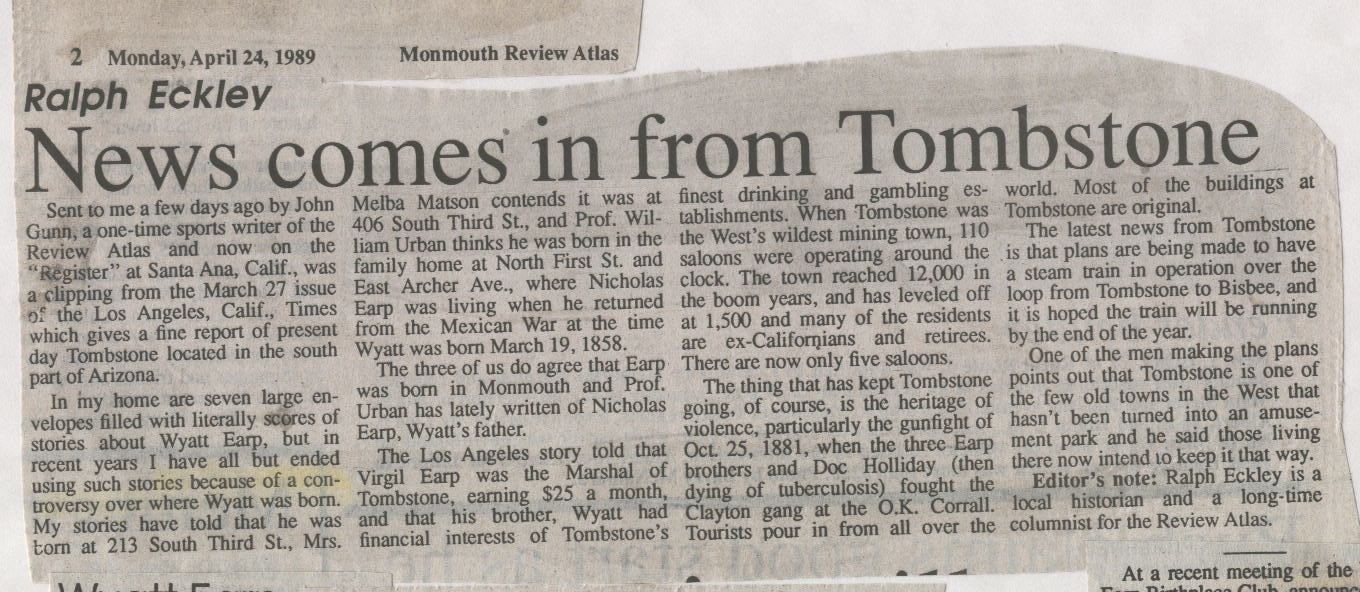 2 Monday, April 24, 1989 Monmouth Review Atlas
Ralph Eckley
News comes in from Tombstone
Sent to me a few days ago by John
Gunn, a one-time sports writer of the
Review Atlas and now on the
"Register" at Santa Ana, Calif., was
a clipping from the March 27 issue
of the Los Angeles, Calif., Times
which gives a fine report of present
day Tombstone located in the south
part of Arizona.
In my home are seven large en-
velopes filled with literally scores of
stories about Wyatt Earp, but in
recent years I have all but ended
using such stories because of a con-
troversy over where Wyatt was born.
My stories have told that he was
born at 213 South Third St., Mrs.
Melba Matson contends it was at
406 South Third St., and Prof. Wil-
liam Urban thinks he was born in the
family home at North First St. and
East Archer Ave., where Nicholas
Earp was living when he returned
from the Mexican War at the time
Wyatt was born March 19, 1858.
The three of us do agree that Earp
was born in Monmouth and Prof.
Urban has lately written of Nicholas
Earp, Wyatt's father.
The Los Angeles story told that
Virgil Earp was the Marshal of
Tombstone, earning $25 a month,
and that his brother, Wyatt had
financial interests of Tombstone's
finest drinking and gambling es-
tablishments. When Tombstone was
the West's wildest mining town, 110
saloons were operating around the
clock. The town reached 12,000 in
the boom years, and has leveled off
at 1,500 and many of the residents
are ex-Californians and retirees.
There are now only five saloons.
The thing that has kept Tombstone
going, of course, is the heritage of
violence, particularly the gunfight of
Oct. 25, 1881, when the three Earp
brothers and Doc Holliday (then
dying of tuberculosis) fought the
Clayton gang at the O.K. Corrall.
Tourists pour in from all over the
world. Most of the buildings at
Tombstone are original.
The latest news from Tombstone
is that plans are being made to have
a steam train in operation over the
loop from Tombstone to Bisbee, and
it is hoped the train will be running
by the end of the year.
One of the men making the plans
points out that Tombstone is one of
the few old towns in the West that
hasn't been turned into an amuse-
ment park and he said those living
there now intend to keep it that way.
Editor's note: Ralph Eckley is a
local historian and a long-time
columnist for the Review Atlas.
At a recent meeting of the